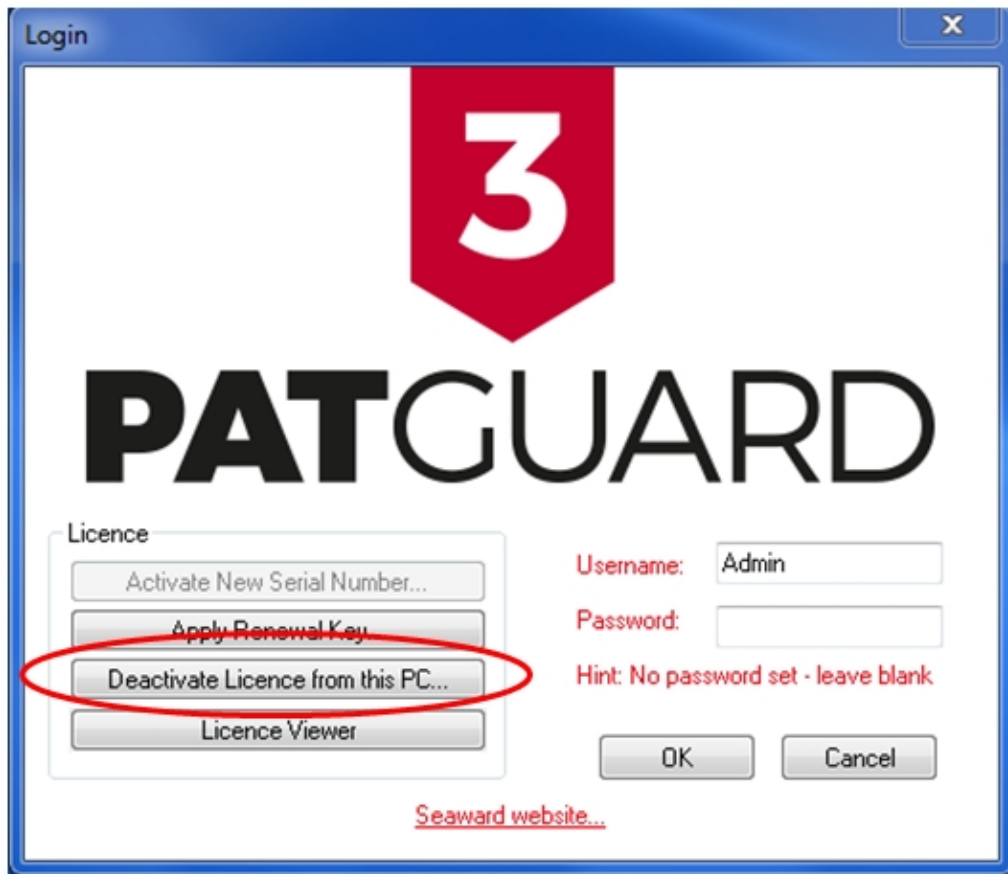 Login
3
PATGUARD
Licence
Activate New Serial Number...
Apply Renewal Key...
Deactivate Licence from this PC...
Licence Viewer
Username:
Admin
Password:
Hint: No password set - leave blank
OK
Cancel
Seaward website...